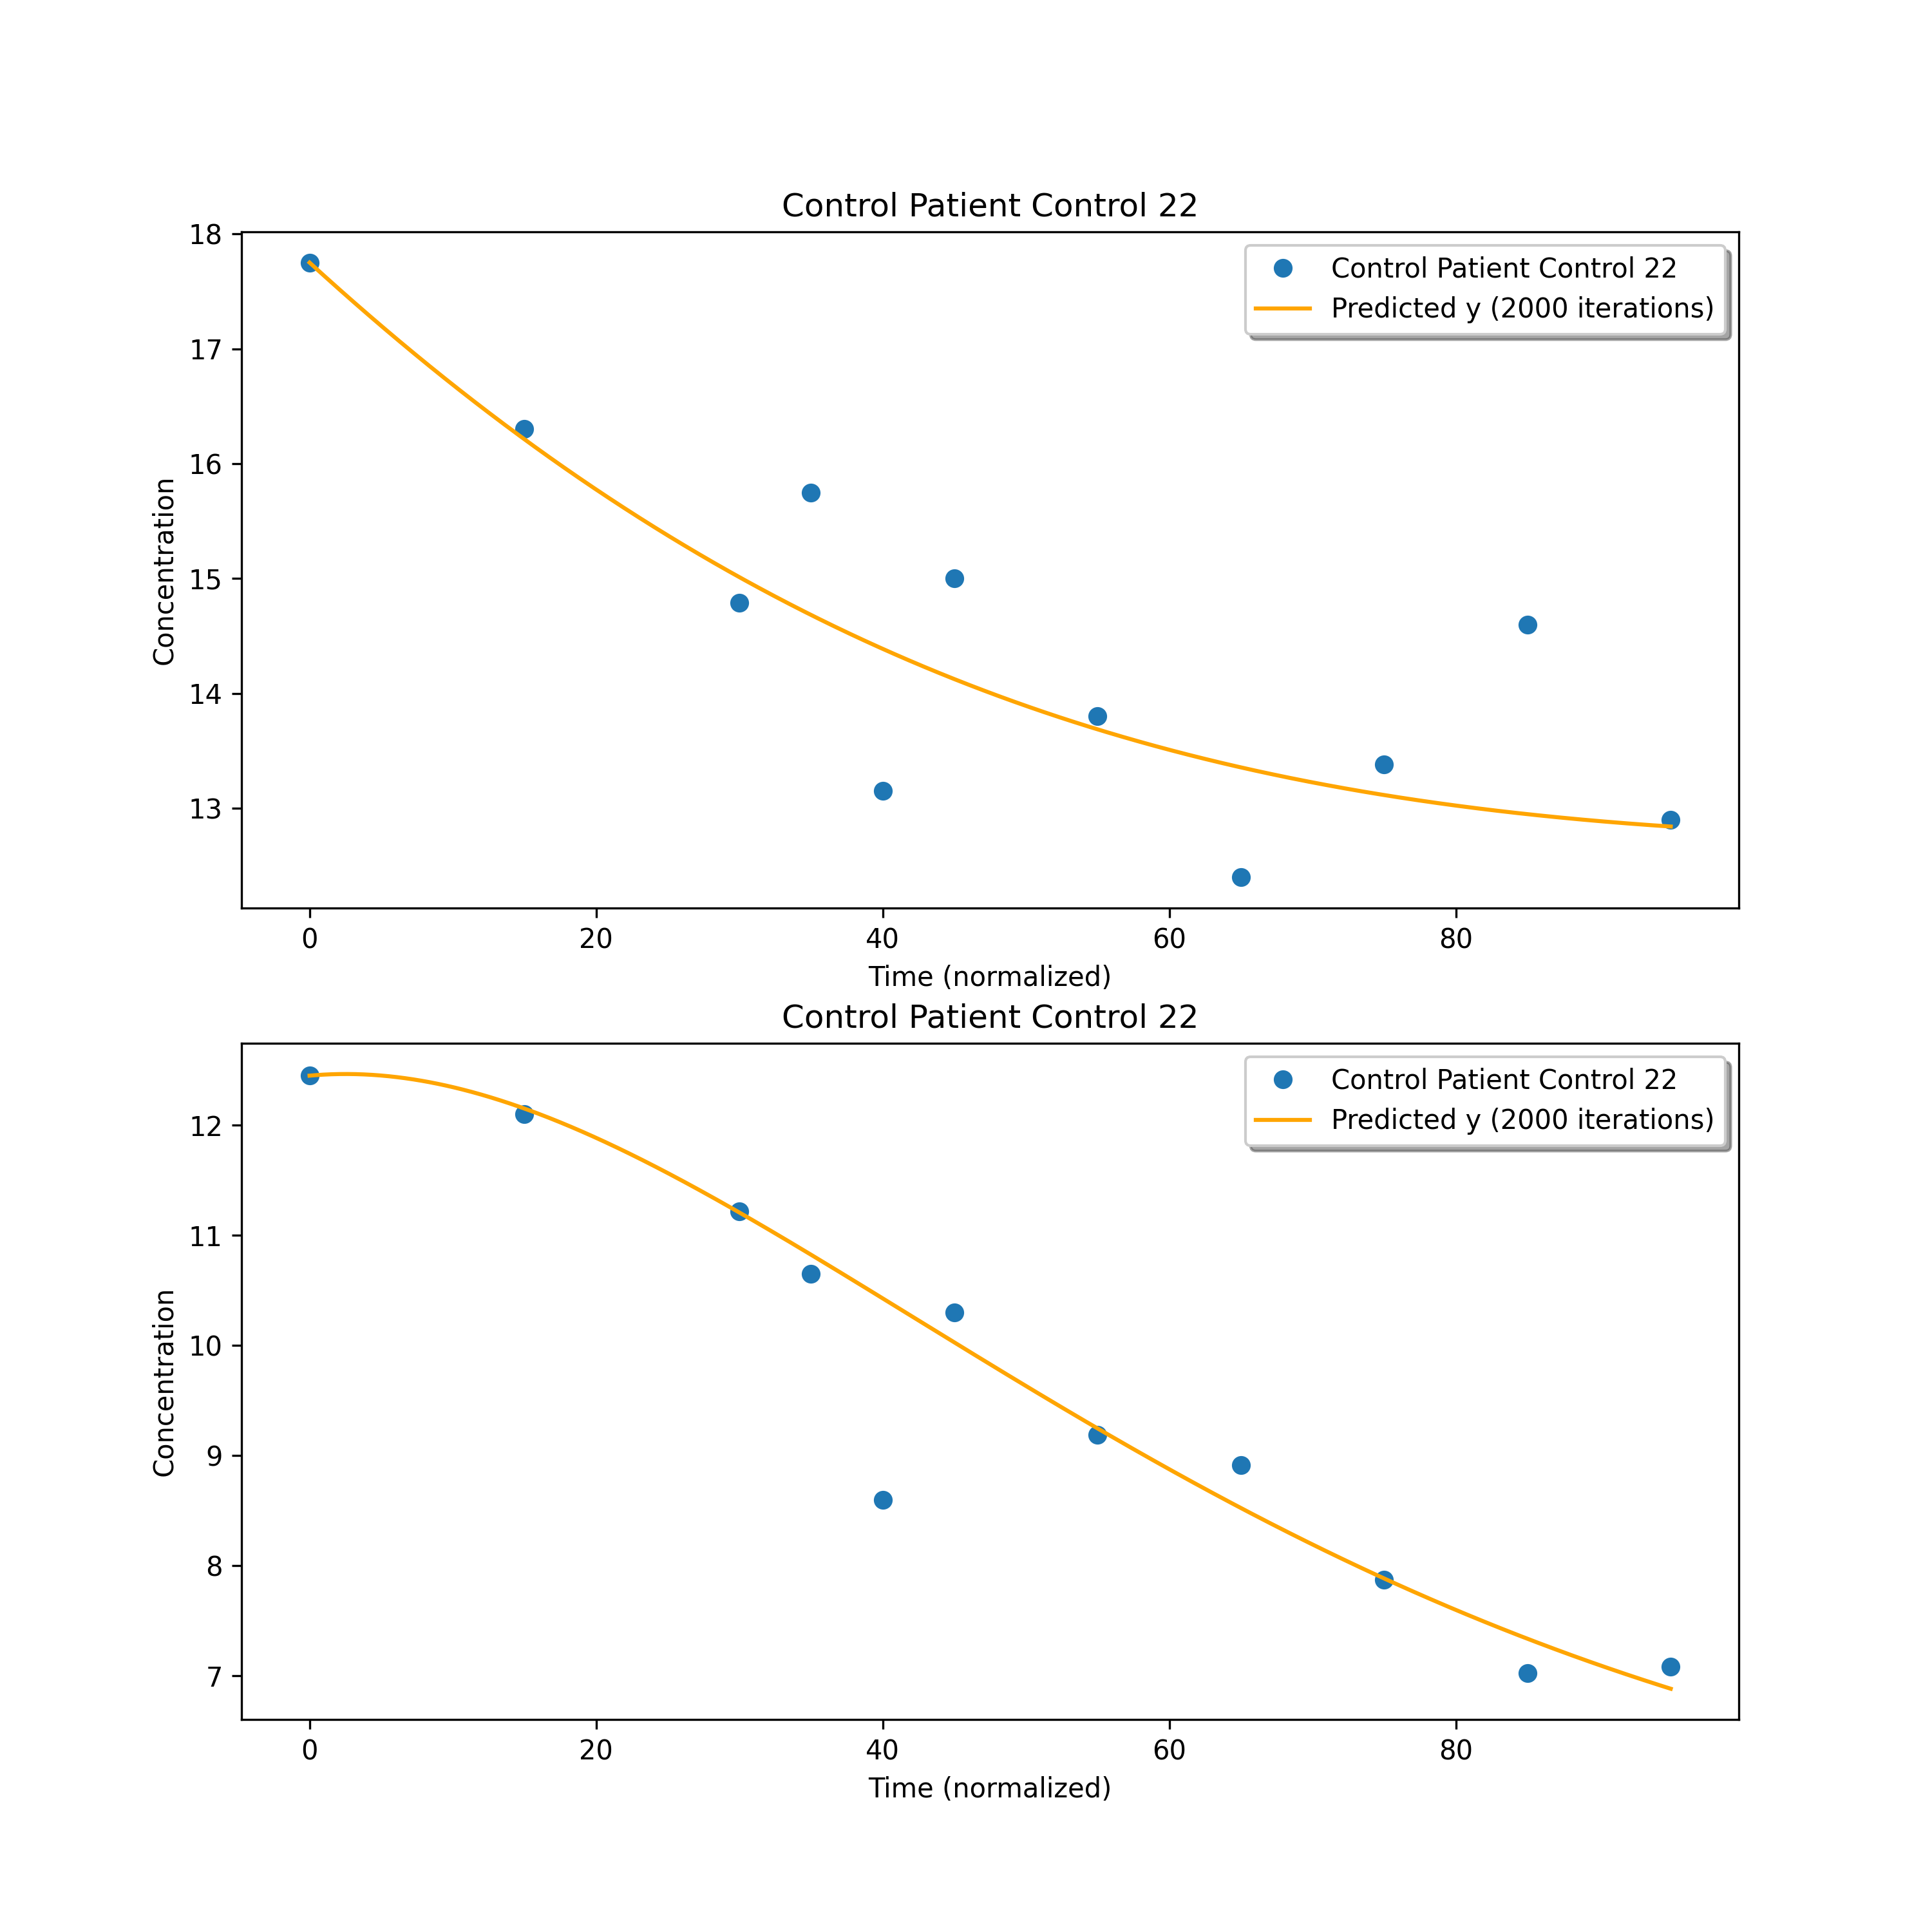 Control Patient Control 22
18
17
16
15
14
13
Concentration
Control Patient Control 22
Predicted y (2000 iterations)
0 20 40 60 80
Time (normalized)
Control Patient Control 22
12
11
10
9
8
7
Concentration
Control Patient Control 22
Predicted y (2000 iterations)
0 20 40 60 80
Time (normalized)